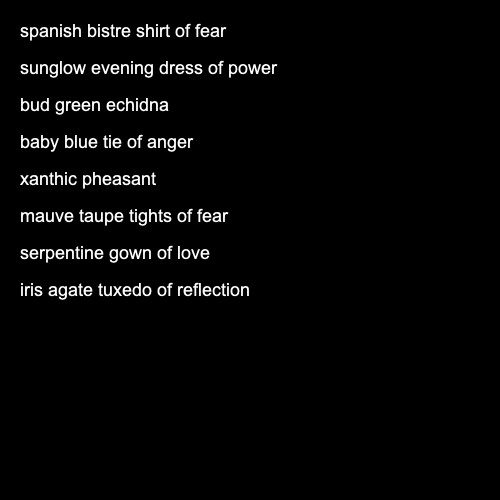 spanish bistre shirt of fear
sunglow evening dress of power
bud green echidna
baby blue tie of anger
xanthic pheasant
mauve taupe tights of fear
serpentine gown of love
iris agate tuxedo of reflection